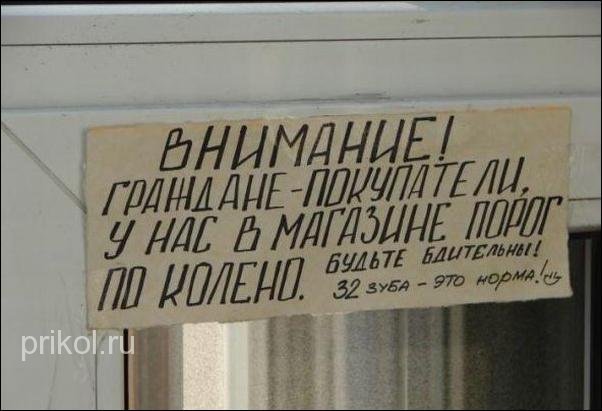 ВНИМАНИЕ!
ГРАЖДАНЕ-ПОКУПАТЕЛИ,
У НАС В МАГАЗИНЕ ПОРОГ
ПО КОЛЕНО. БУДЬТЕ БДИТЕЛЬНЫ!
32 ЗУБА - ЭТО НОРМА!
prikol.ru